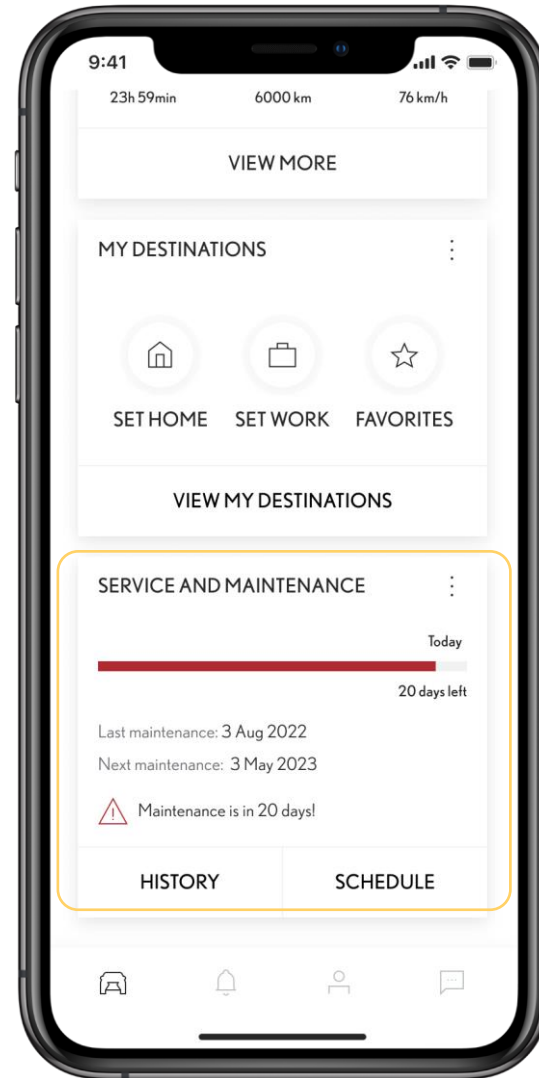 9:41
23h 59min 6000 km 76 km/h
VIEW MORE
MY DESTINATIONS
SET HOME SET WORK FAVORITES
VIEW MY DESTINATIONS
SERVICE AND MAINTENANCE
Today
20 days left
Last maintenance: 3 Aug 2022
Next maintenance: 3 May 2023
Maintenance is in 20 days!
HISTORY SCHEDULE